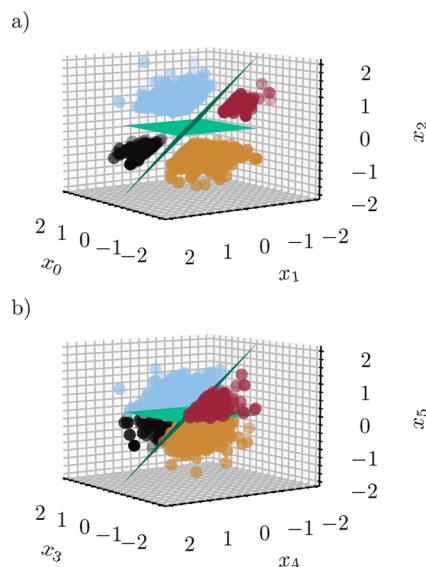 a)
2
1
0
−1
−2
x₂
2 1 0 −1 −2
2 1 0 −1 −2
x₀
x₁
b)
2
1
0
−1
−2
x₅
2 1 0 −1 −2
2 1 0 −1 −2
x₃
x₄